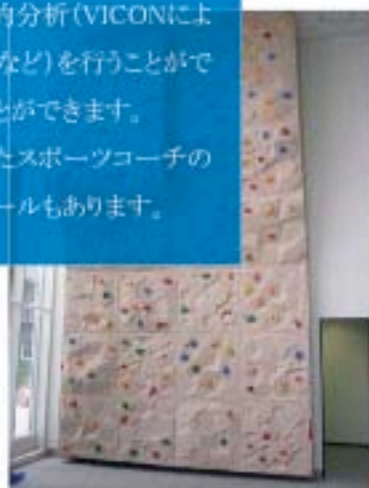 的分析(VICONによ
など)を行うことがで
とができます。
たスポーツコーチの
ールもあります。